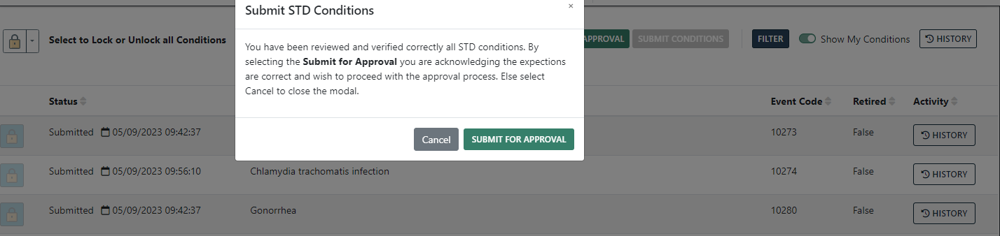 Submit STD Conditions ×
Select to Lock or Unlock all Conditions APPROVAL SUBMIT CONDITIONS FILTER Show My Conditions HISTORY
You have been reviewed and verified correctly all STD conditions. By
selecting the Submit for Approval you are acknowledging the expections
are correct and wish to proceed with the approval process. Else select
Cancel to close the modal.
Status Event Code Retired Activity
Submitted 05/09/2023 09:42:37 10273 False HISTORY
Cancel SUBMIT FOR APPROVAL
Submitted 05/09/2023 09:56:10 Chlamydia trachomatis infection 10274 False HISTORY
Submitted 05/09/2023 09:42:37 Gonorrhea 10280 False HISTORY